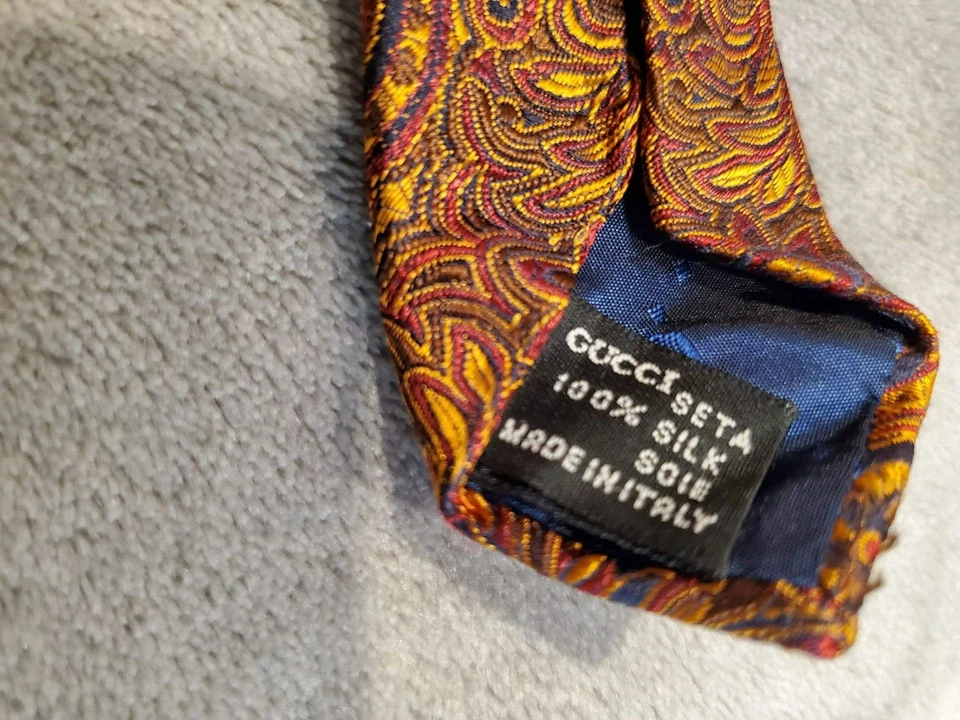 GUCCI SETA
100% SILK
SOIE
MADE IN ITALY